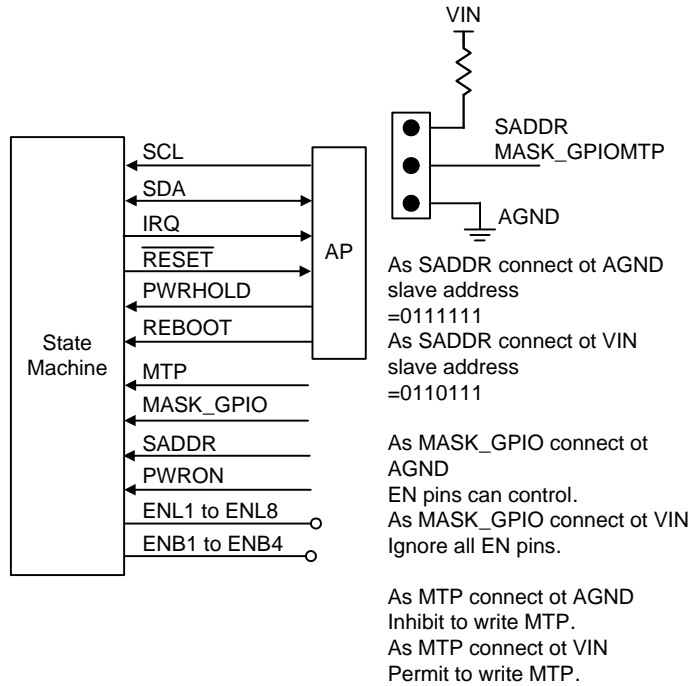 VIN
SADDR
MASK_GPIOMTP
AGND
SCL
SDA
IRQ
RESET
PWRHOLD
REBOOT
AP
State
Machine
MTP
MASK_GPIO
SADDR
PWRON
ENL1 to ENL8
ENB1 to ENB4
As SADDR connect ot AGND
slave address
=0111111
As SADDR connect ot VIN
slave address
=0110111
As MASK_GPIO connect ot
AGND
EN pins can control.
As MASK_GPIO connect ot VIN
Ignore all EN pins.
As MTP connect ot AGND
Inhibit to write MTP.
As MTP connect ot VIN
Permit to write MTP.